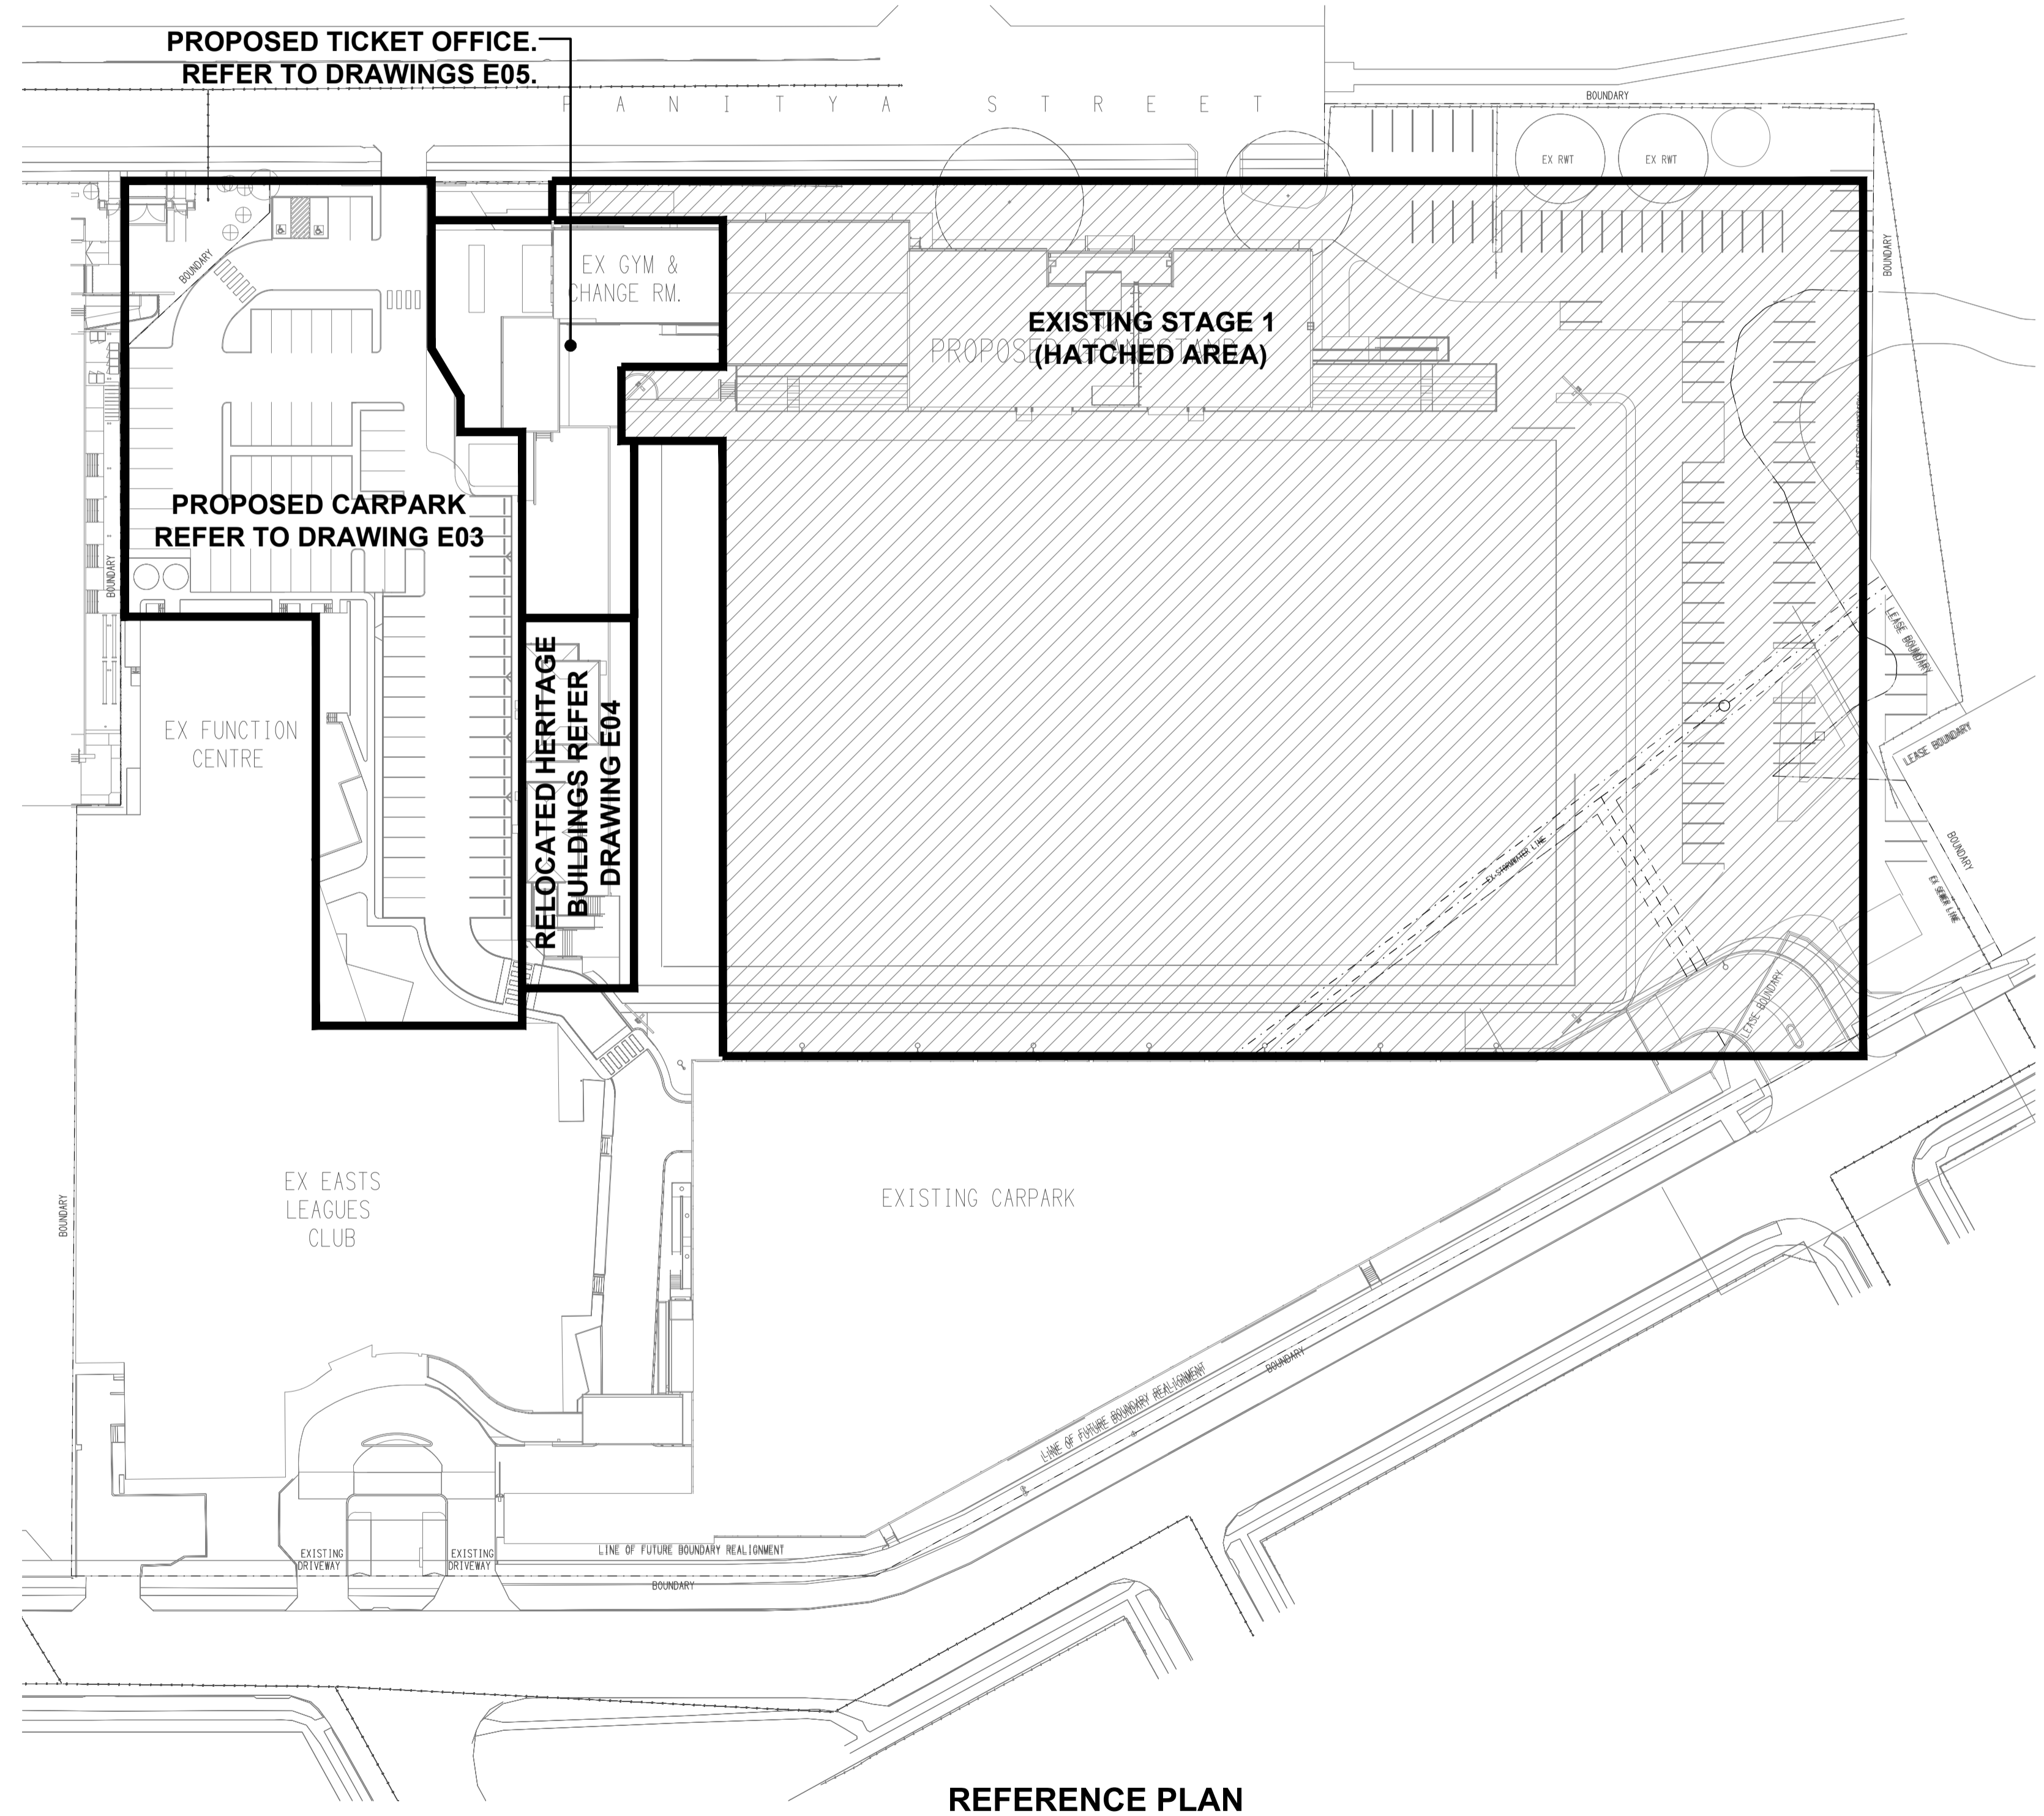 PROPOSED TICKET OFFICE.
REFER TO DRAWINGS E05.
PANITYA STREET
BOUNDARY
EX RWT
EX RWT
BOUNDARY
BOUNDARY
EX GYM &
CHANGE RM.
EXISTING STAGE 1
(HATCHED AREA)
PROPOSED GRANDSTAND
PROPOSED CARPARK
REFER TO DRAWING E03
BOUNDARY
RELOCATED HERITAGE
BUILDINGS REFER
DRAWING E04
EX FUNCTION
CENTRE
LEASE BOUNDARY
LEASE BOUNDARY
BOUNDARY
EX STORMWATER LINE
EX SEWER LINE
LEASE BOUNDARY
EX EASTS
LEAGUES
CLUB
EXISTING CARPARK
BOUNDARY
LINE OF FUTURE BOUNDARY REALIGNMENT
BOUNDARY
EXISTING
DRIVEWAY
EXISTING
DRIVEWAY
LINE OF FUTURE BOUNDARY REALIGNMENT
BOUNDARY
REFERENCE PLAN